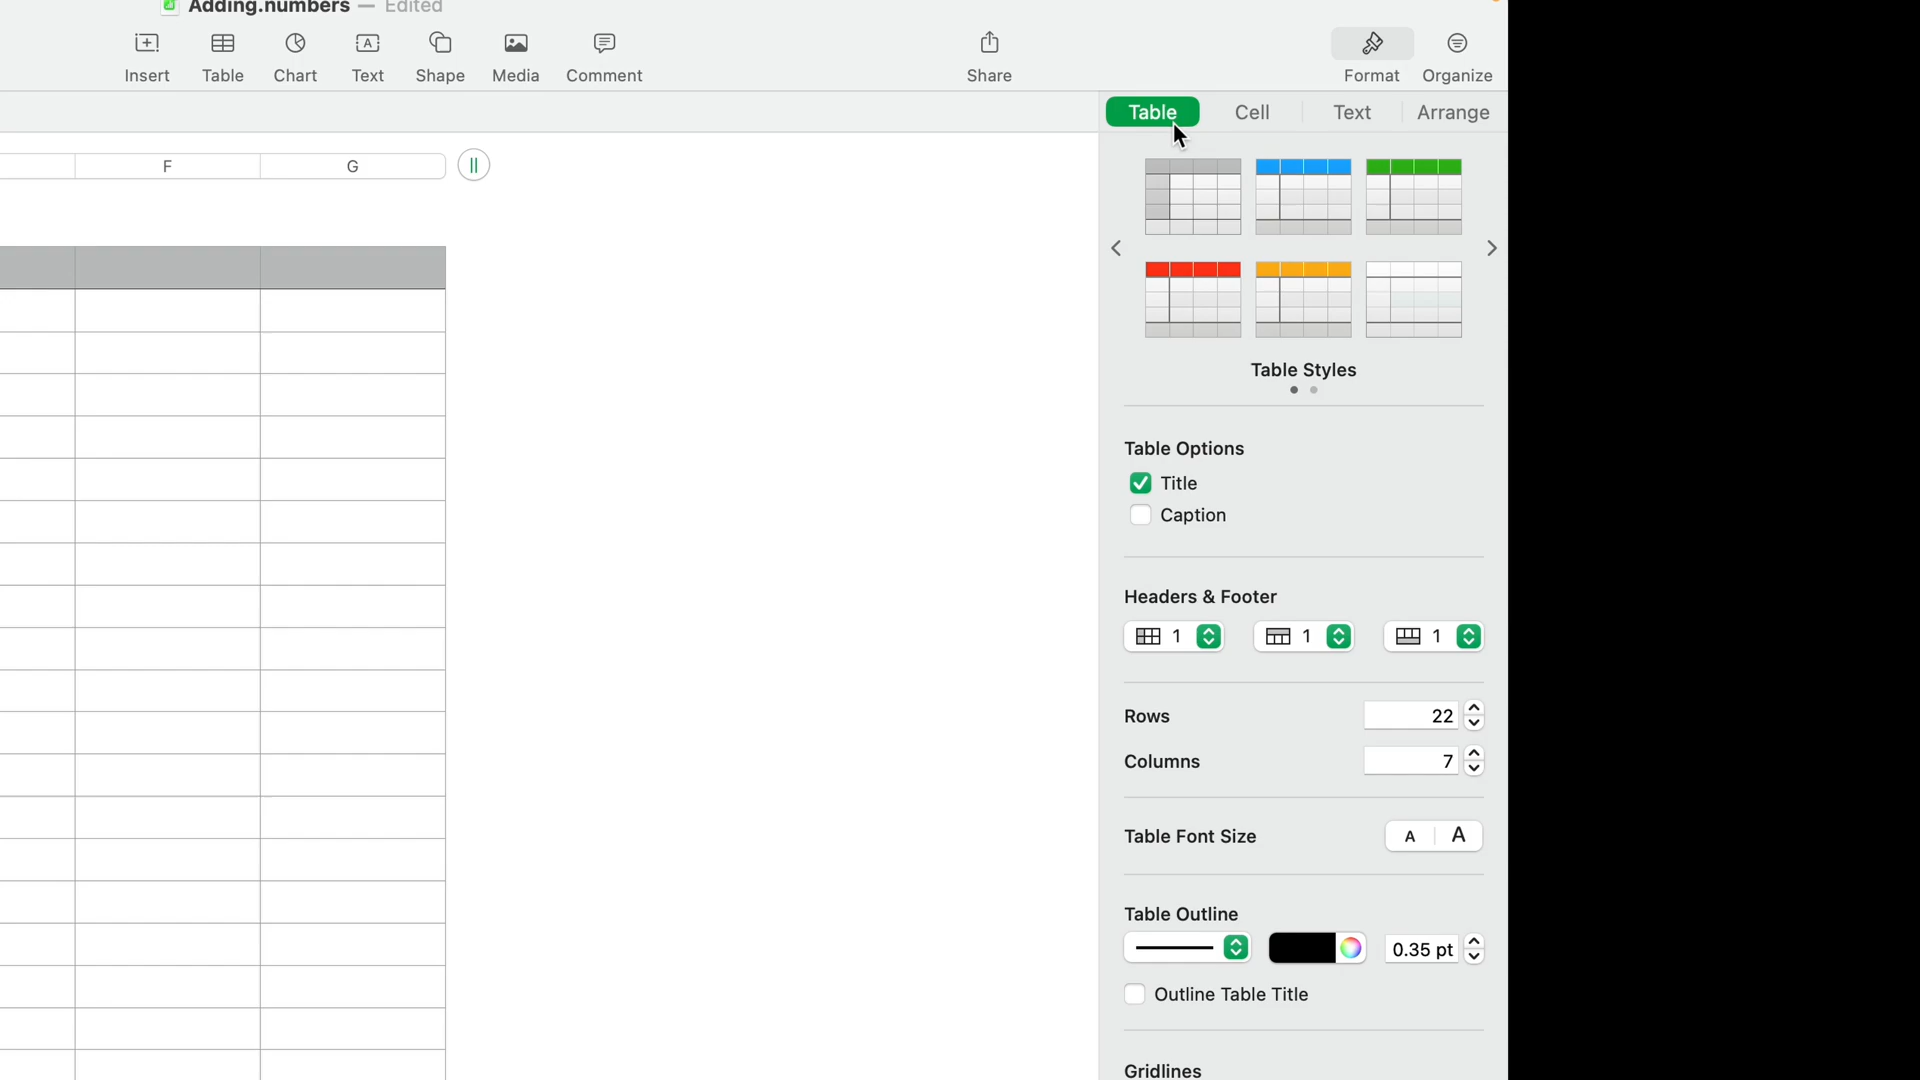 Adding.numbers — Edited
Insert Table Chart Text Shape Media Comment Share Format Organize
Table Cell Text Arrange
F G
Table Styles
Table Options
Title
Caption
Headers & Footer
1 1 1
Rows 22
Columns 7
Table Font Size A A
Table Outline
0.35 pt
Outline Table Title
Gridlines